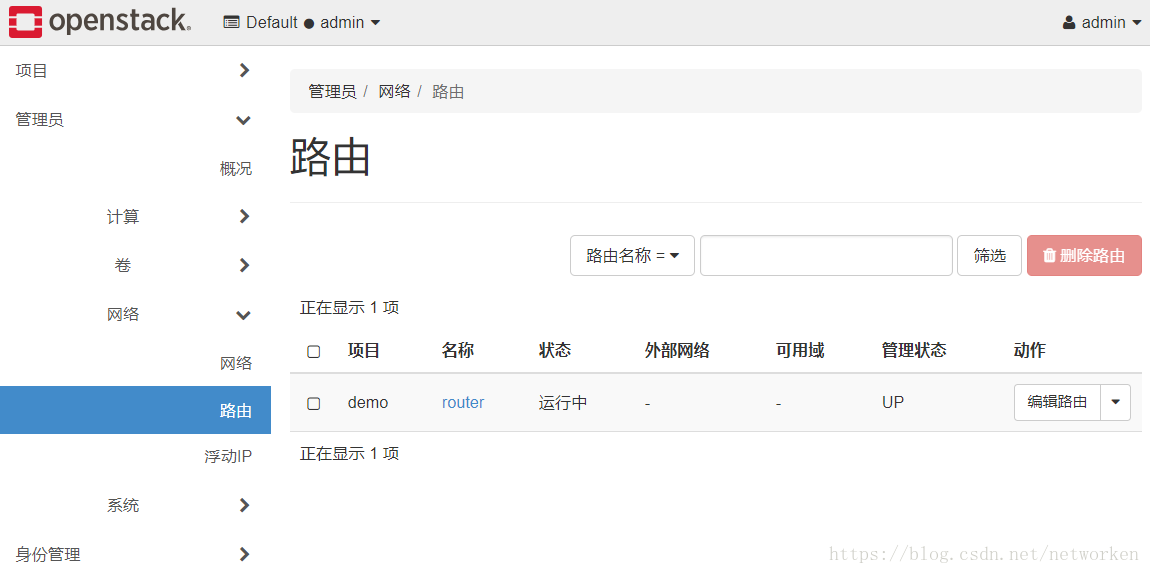 openstack. Default ● admin admin
项目
管理员
概况
计算
卷
网络
网络
路由
浮动IP
系统
身份管理
管理员 / 网络 / 路由
路由
路由名称 = 筛选 删除路由
正在显示 1 项
项目 名称 状态 外部网络 可用域 管理状态 动作
demo router 运行中 - - UP 编辑路由
正在显示 1 项
https://blog.csdn.net/networken